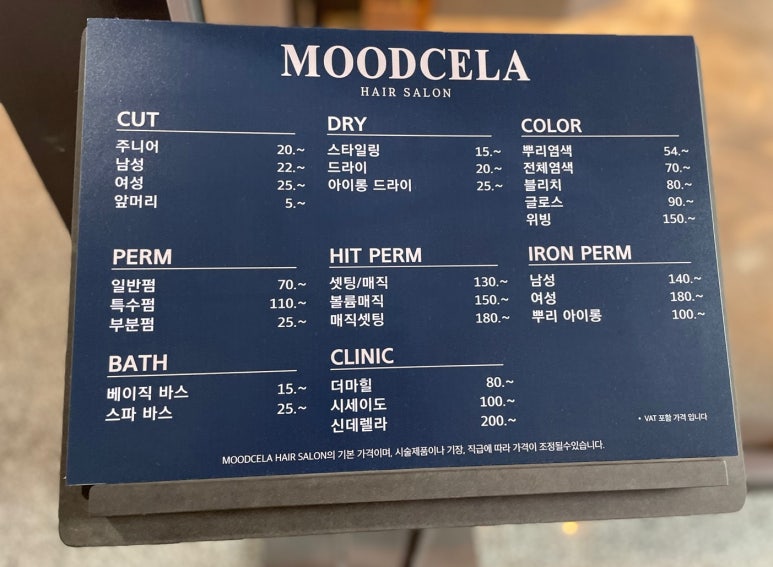 MOODCELA
HAIR SALON
CUT
주니어 20.~
남성 22.~
여성 25.~
앞머리 5.~
DRY
스타일링 15.~
드라이 20.~
아이롱 드라이 25.~
COLOR
뿌리염색 54.~
전체염색 70.~
블리치 80.~
글로스 90.~
위빙 150.~
PERM
일반펌 70.~
특수펌 110.~
부분펌 25.~
HIT PERM
셋팅/매직 130.~
볼륨매직 150.~
매직셋팅 180.~
IRON PERM
남성 140.~
여성 180.~
뿌리 아이롱 100.~
BATH
베이직 바스 15.~
스파 바스 25.~
CLINIC
더마힐 80.~
시세이도 100.~
신데렐라 200.~
* VAT 포함 가격 입니다
MOODCELA HAIR SALON의 기본 가격이며, 시술제품이나 기장, 직급에 따라 가격이 조정될수있습니다.